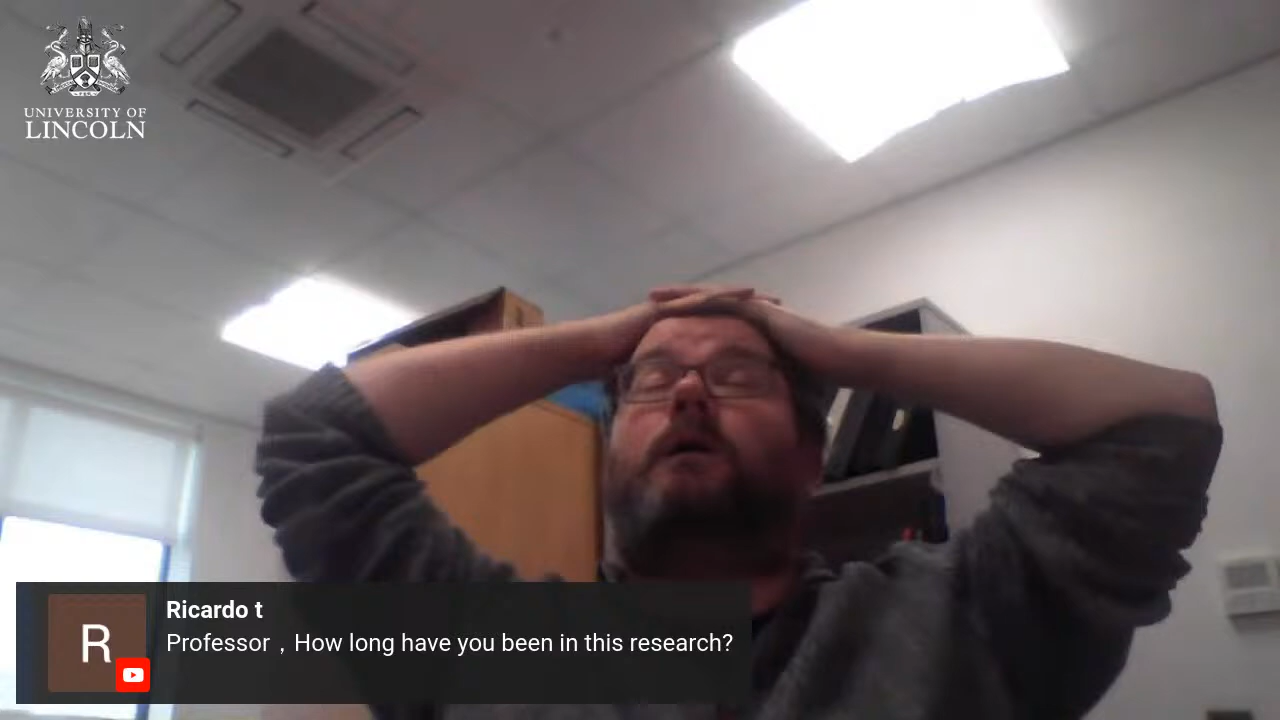 UNIVERSITY OF
LINCOLN
R
Ricardo t
Professor , How long have you been in this research?